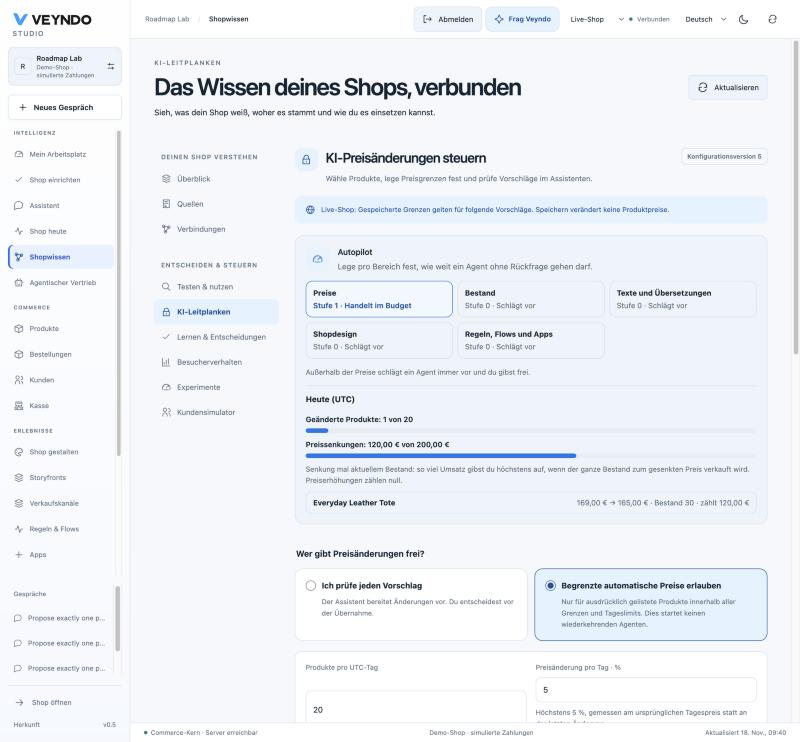 VEYNDO
STUDIO
R
Roadmap Lab
Demo-Shop ·
simulierte Zahlungen
Neues Gespräch
INTELLIGENZ
Mein Arbeitsplatz
Shop einrichten
Assistent
Shop heute
Shopwissen
Agentischer Vertrieb
COMMERCE
Produkte
Bestellungen
Kunden
Kasse
ERLEBNISSE
Shop gestalten
Storyfronts
Verkaufskanäle
Regeln & Flows
Apps
Gespräche
Propose exactly one p...
Propose exactly one p...
Propose exactly one p...
Shop öffnen
Herkunft v0.5
Roadmap Lab / Shopwissen
Abmelden
Frag Veyndo
Live-Shop
Verbunden
Deutsch
KI-LEITPLANKEN
Das Wissen deines Shops, verbunden
Sieh, was dein Shop weiß, woher es stammt und wie du es einsetzen kannst.
Aktualisieren
DEINEN SHOP VERSTEHEN
Überblick
Quellen
Verbindungen
ENTSCHEIDEN & STEUERN
Testen & nutzen
KI-Leitplanken
Lernen & Entscheidungen
Besucherverhalten
Experimente
Kundensimulator
KI-Preisänderungen steuern
Konfigurationsversion 5
Wähle Produkte, lege Preisgrenzen fest und prüfe Vorschläge im Assistenten.
Live-Shop: Gespeicherte Grenzen gelten für folgende Vorschläge. Speichern verändert keine Produktpreise.
Autopilot
Lege pro Bereich fest, wie weit ein Agent ohne Rückfrage gehen darf.
Preise
Stufe 1 · Handelt im Budget
Bestand
Stufe 0 · Schlägt vor
Texte und Übersetzungen
Stufe 0 · Schlägt vor
Shopdesign
Stufe 0 · Schlägt vor
Regeln, Flows und Apps
Stufe 0 · Schlägt vor
Außerhalb der Preise schlägt ein Agent immer vor und du gibst frei.
Heute (UTC)
Geänderte Produkte: 1 von 20
Preissenkungen: 120,00 € von 200,00 €
Senkung mal aktuellem Bestand: so viel Umsatz gibst du höchstens auf, wenn der ganze Bestand zum gesenkten Preis verkauft wird.
Preiserhöhungen zählen null.
Everyday Leather Tote 169,00 € → 165,00 € · Bestand 30 · zählt 120,00 €
Wer gibt Preisänderungen frei?
Ich prüfe jeden Vorschlag
Der Assistent bereitet Änderungen vor. Du entscheidest vor
der Übernahme.
Begrenzte automatische Preise erlauben
Nur für ausdrücklich gelistete Produkte innerhalb aller
Grenzen und Tageslimits. Dies startet keinen
wiederkehrenden Agenten.
Produkte pro UTC-Tag
20
Preisänderung pro Tag · %
5
Höchstens 5 %, gemessen am ursprünglichen Tagespreis statt an
Commerce-Kern · Server erreichbar
Demo-Shop · simulierte Zahlungen
Aktualisiert 18. Nov., 09:40